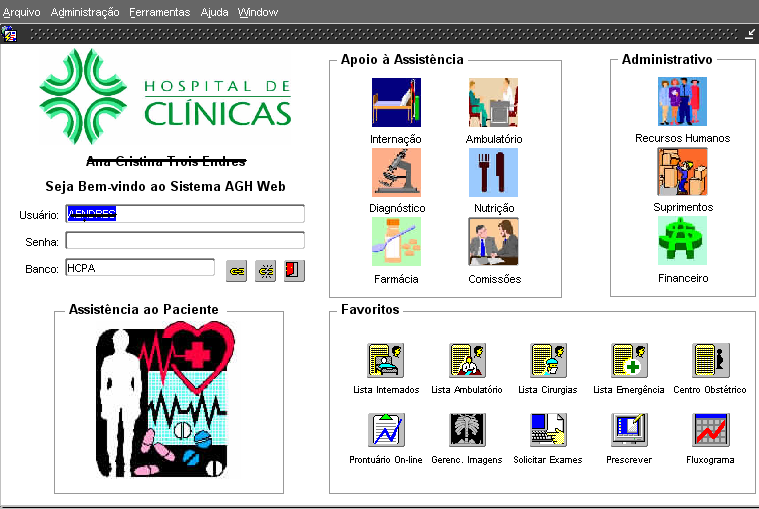 Arquivo Administração Ferramentas Ajuda Window
HOSPITAL DE
CLÍNICAS
Ana Cristina Trois Endres
Seja Bem-vindo ao Sistema AGH Web
Usuário: AENDRES
Senha:
Banco: HCPA
Assistência ao Paciente
Apoio à Assistência
Internação Ambulatório
Diagnóstico Nutrição
Farmácia Comissões
Administrativo
Recursos Humanos
Suprimentos
Financeiro
Favoritos
Lista Internados Lista Ambulatório Lista Cirurgias Lista Emergência Centro Obstétrico
Prontuário On-line Gerenc. Imagens Solicitar Exames Prescrever Fluxograma